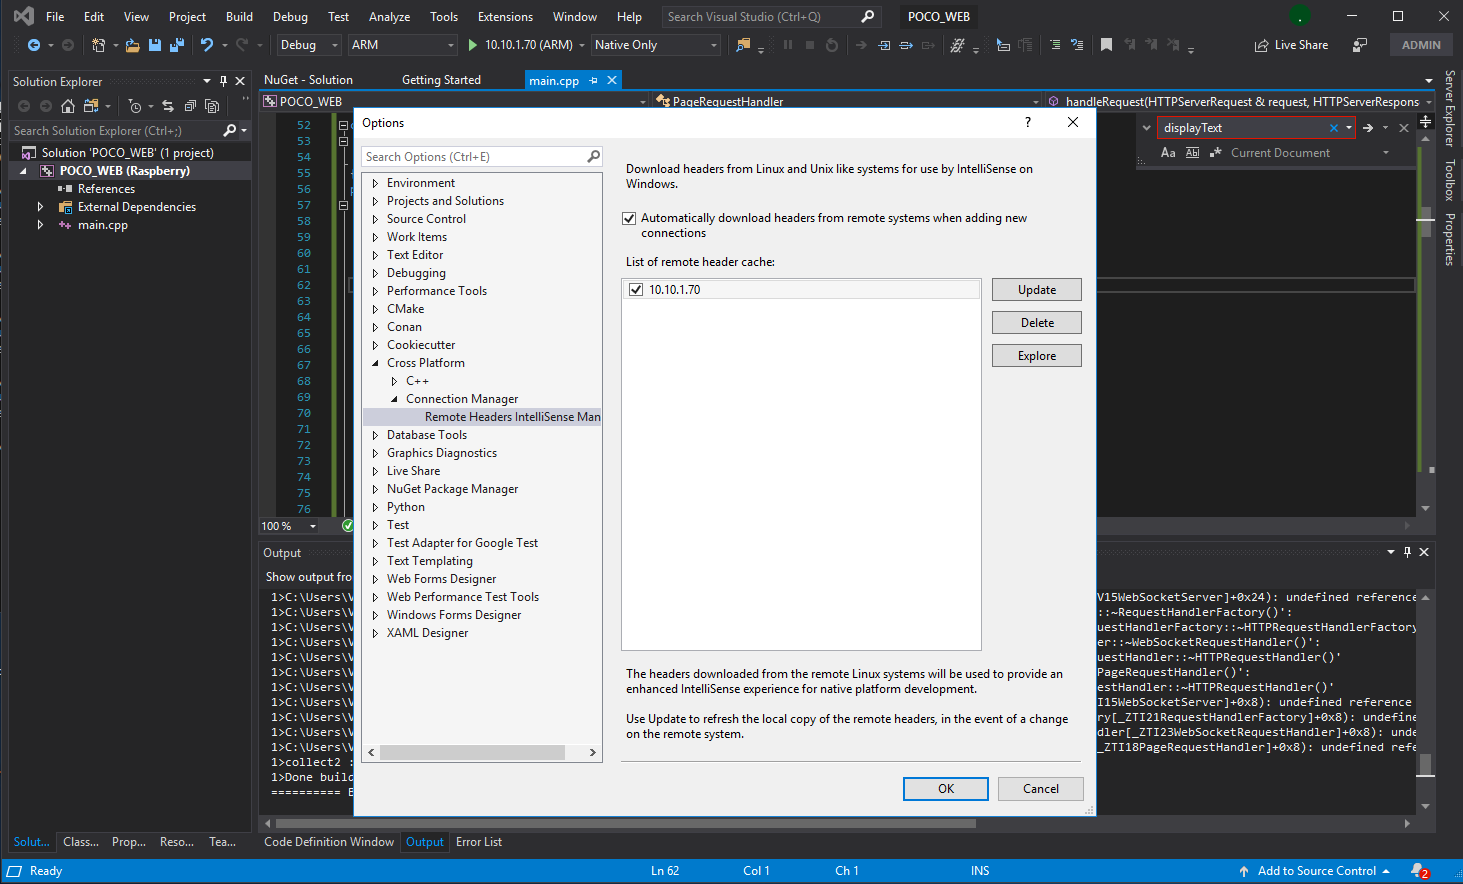 File Edit View Project Build Debug Test Analyze Tools Extensions Window Help Search Visual Studio (Ctrl+Q) POCO_WEB
Debug ARM 10.10.1.70 (ARM) Native Only Live Share ADMIN
Solution Explorer
Search Solution Explorer (Ctrl+;)
Solution 'POCO_WEB' (1 project)
POCO_WEB (Raspberry)
References
External Dependencies
main.cpp
NuGet - Solution Getting Started main.cpp
POCO_WEB PageRequestHandler handleRequest(HTTPServerRequest & request, HTTPServerRespons
displayText
Aa Ab Current Document
52
53
54
55
56
57
58
59
60
61
62
63
64
65
66
67
68
69
70
71
72
73
74
75
76
100 %
Options
?
Search Options (Ctrl+E)
Environment
Projects and Solutions
Source Control
Work Items
Text Editor
Debugging
Performance Tools
CMake
Conan
Cookiecutter
Cross Platform
C++
Connection Manager
Remote Headers IntelliSense Man
Database Tools
Graphics Diagnostics
Live Share
NuGet Package Manager
Python
Test
Test Adapter for Google Test
Text Templating
Web Forms Designer
Web Performance Test Tools
Windows Forms Designer
XAML Designer
Download headers from Linux and Unix like systems for use by IntelliSense on
Windows.
Automatically download headers from remote systems when adding new
connections
List of remote header cache:
10.10.1.70
Update
Delete
Explore
The headers downloaded from the remote Linux systems will be used to provide an
enhanced IntelliSense experience for native platform development.
Use Update to refresh the local copy of the remote headers, in the event of a change
on the remote system.
OK Cancel
Server Explorer
Toolbox
Properties
Output
Show output fro
1>C:\Users\V V15WebSocketServer]+0x24): undefined reference
1>C:\Users\V ::~RequestHandlerFactory()':
1>C:\Users\V questHandlerFactory::~HTTPRequestHandlerFactory
1>C:\Users\V er::~WebSocketRequestHandler()':
1>C:\Users\V uestHandler::~HTTPRequestHandler()'
1>C:\Users\V PageRequestHandler()':
1>C:\Users\V estHandler::~HTTPRequestHandler()'
1>C:\Users\V I15WebSocketServer]+0x8): undefined reference
1>C:\Users\V ry[_ZTI21RequestHandlerFactory]+0x8): undefin
1>C:\Users\V dler[_ZTI23WebSocketRequestHandler]+0x8): unde
1>C:\Users\V _ZTI18PageRequestHandler]+0x8): undefined refe
1>collect2 :
1>Done buil
========== B
Solut... Class... Prop... Reso... Tea... Code Definition Window Output Error List
Ready Ln 62 Col 1 Ch 1 INS Add to Source Control 2